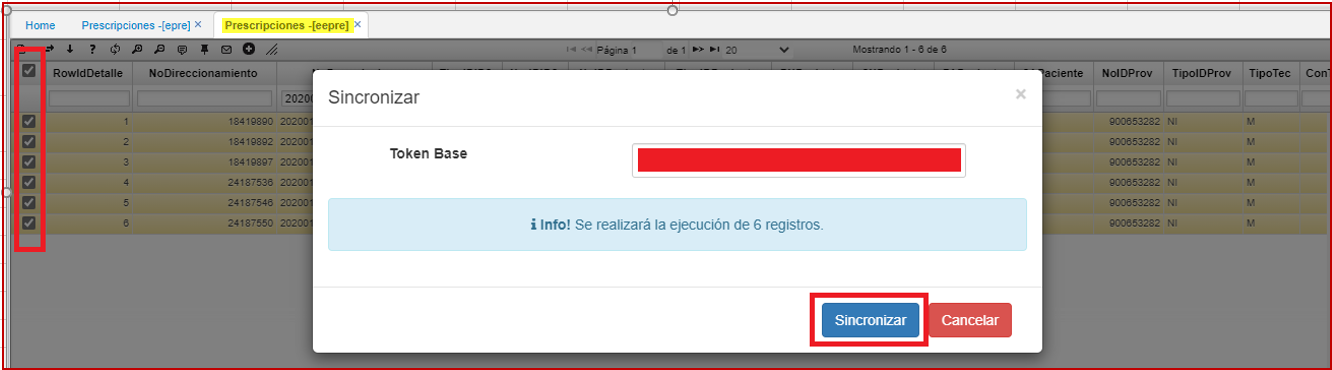 Home Prescripciones -[epre] × Prescripciones -[eepre] ×
Página 1 de 1 20 Mostrando 1 - 6 de 6
RowIdDetalle NoDireccionamiento Paciente NoIDProv TipoIDProv TipoTec ConT
20200
Sincronizar ×
1 18419890 202001 900653282 NI M
2 18419892 202001 900653282 NI M
Token Base
3 18419897 202001 900653282 NI M
4 24187536 202001 900653282 NI M
5 24187546 202001 900653282 NI M
6 24187550 202001 900653282 NI M
Info! Se realizará la ejecución de 6 registros.
Sincronizar Cancelar